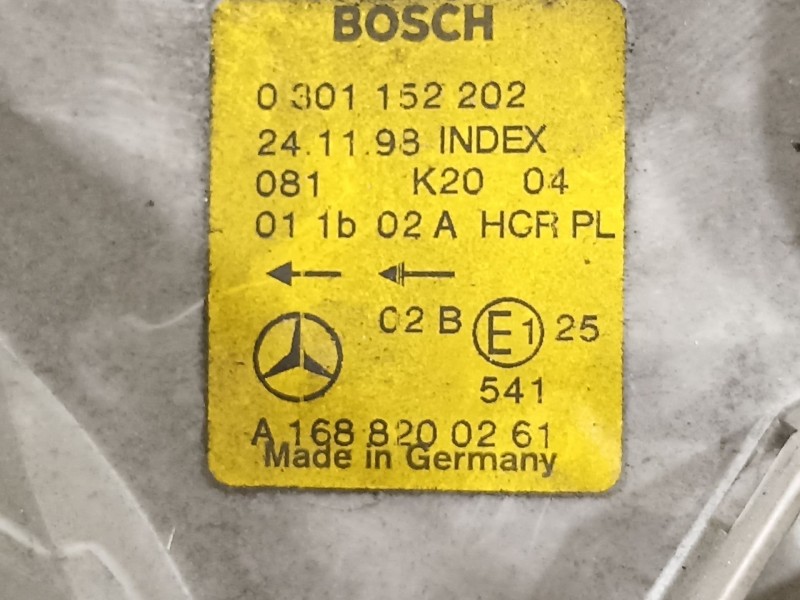 BOSCH
0 301 152 202
24.11.98 INDEX
081 K20 04
01 1b 02 A HCR PL
02 B E1 25
541
A 168 820 02 61
Made in Germany